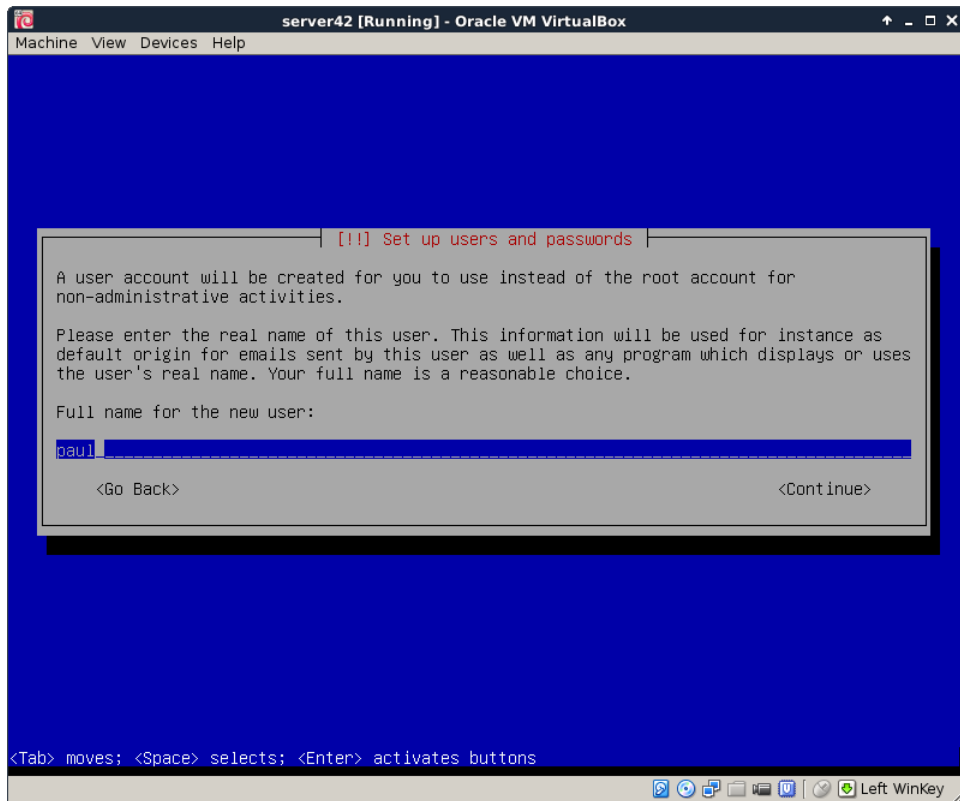 server42 [Running] - Oracle VM VirtualBox
Machine View Devices Help
[!!] Set up users and passwords
A user account will be created for you to use instead of the root account for
non-administrative activities.
Please enter the real name of this user. This information will be used for instance as
default origin for emails sent by this user as well as any program which displays or uses
the user's real name. Your full name is a reasonable choice.
Full name for the new user:
paul
<Go Back> <Continue>
<Tab> moves; <Space> selects; <Enter> activates buttons
Left WinKey